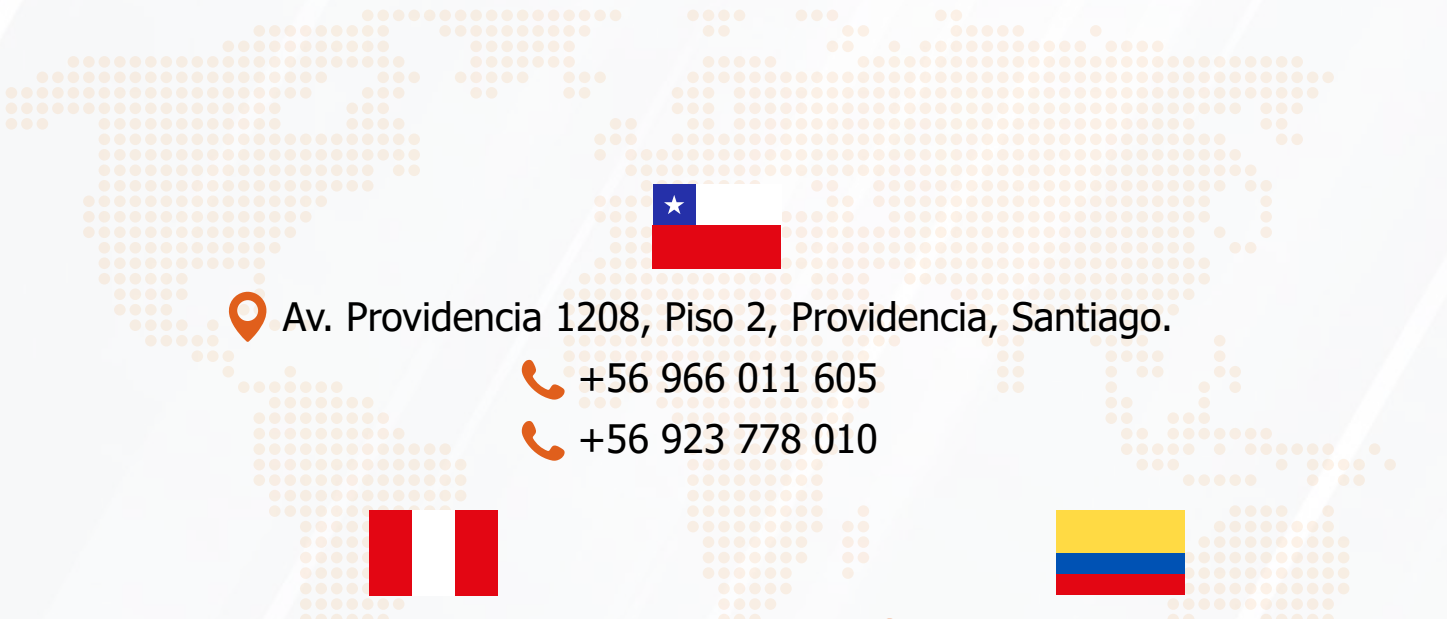 Av. Providencia 1208, Piso 2, Providencia, Santiago.
+56 966 011 605
+56 923 778 010